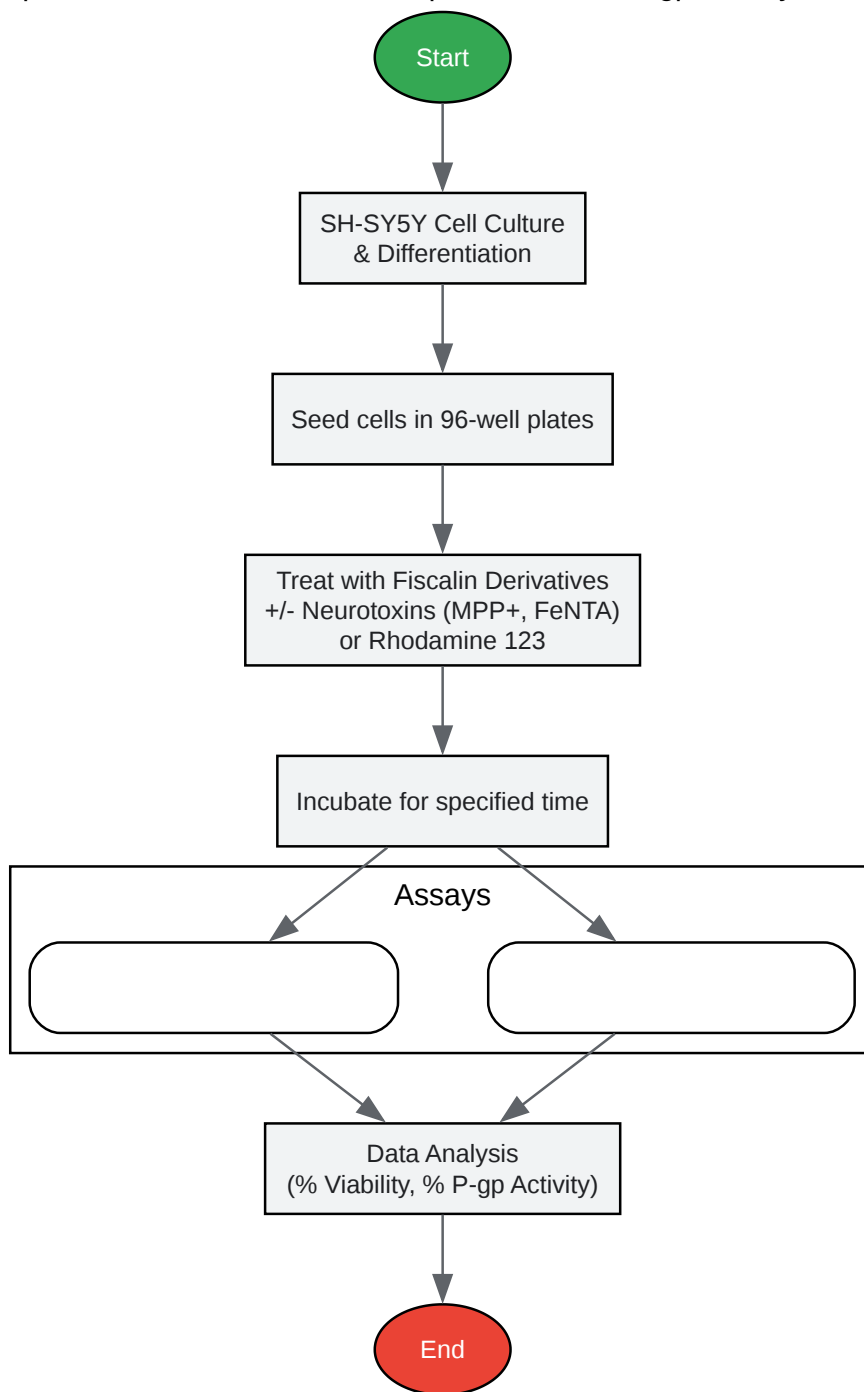 Start
SH-SY5Y Cell Culture
& Differentiation
Seed cells in 96-well plates
Treat with Fiscalin Derivatives
+/- Neurotoxins (MPP+, FeNTA)
or Rhodamine 123
Incubate for specified time
Assays
Data Analysis
(% Viability, % P-gp Activity)
End